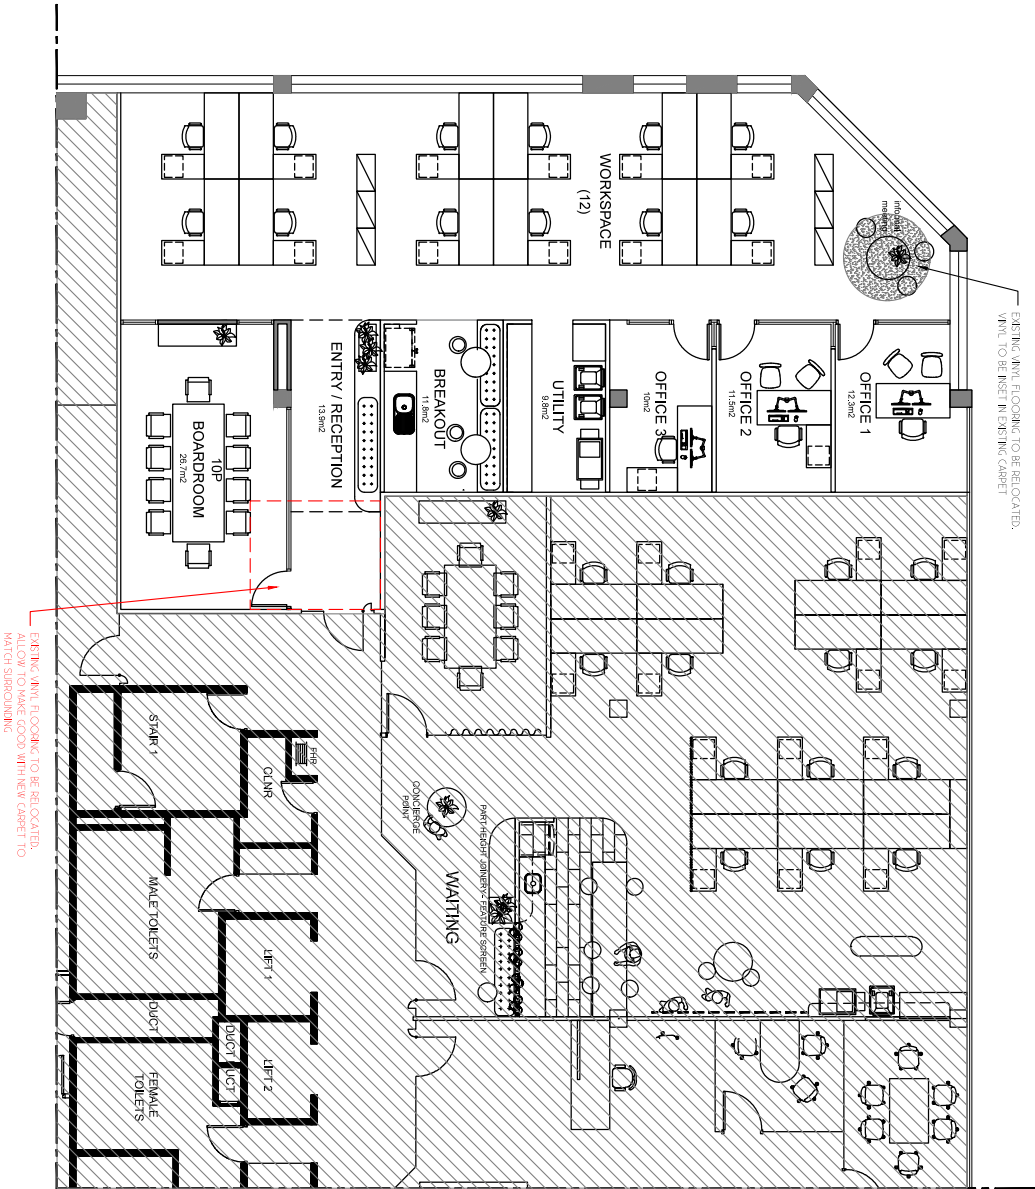 EXISTING VINYL FLOORING TO BE RELOCATED.
VINYL TO BE INSET IN EXISTING CARPET
informal
meeting
WORKSPACE
(12)
OFFICE 1
12.3m2
OFFICE 2
11.5m2
OFFICE 3
10m2
UTILITY
9.8m2
BREAKOUT
11.8m2
ENTRY / RECEPTION
13.9m2
10P
BOARDROOM
26.7m2
EXISTING VINYL FLOORING TO BE RELOCATED.
ALLOW TO MAKE GOOD WITH NEW CARPET TO
MATCH SURROUNDING
STAIR 1
CLNR
FHR
CONCIERGE
POINT
PART HEIGHT JOINERY - FEATURE SCREEN
WAITING
MALE TOILETS
LIFT 1
DUCT
DUCT
UCT
LIFT 2
FEMALE
TOILETS